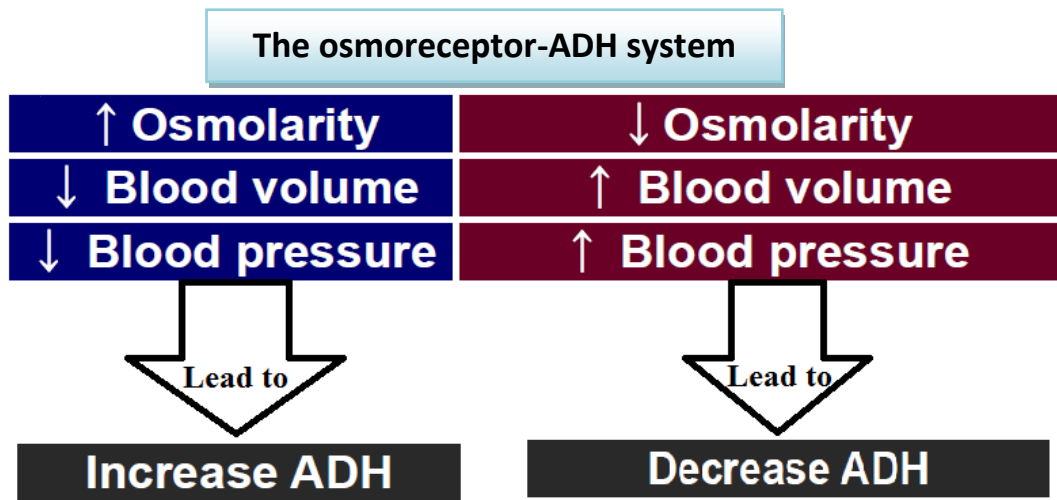 The osmoreceptor-ADH system
↑ Osmolarity
↓ Blood volume
↓ Blood pressure
Lead to
Increase ADH
↓ Osmolarity
↑ Blood volume
↑ Blood pressure
Lead to
Decrease ADH